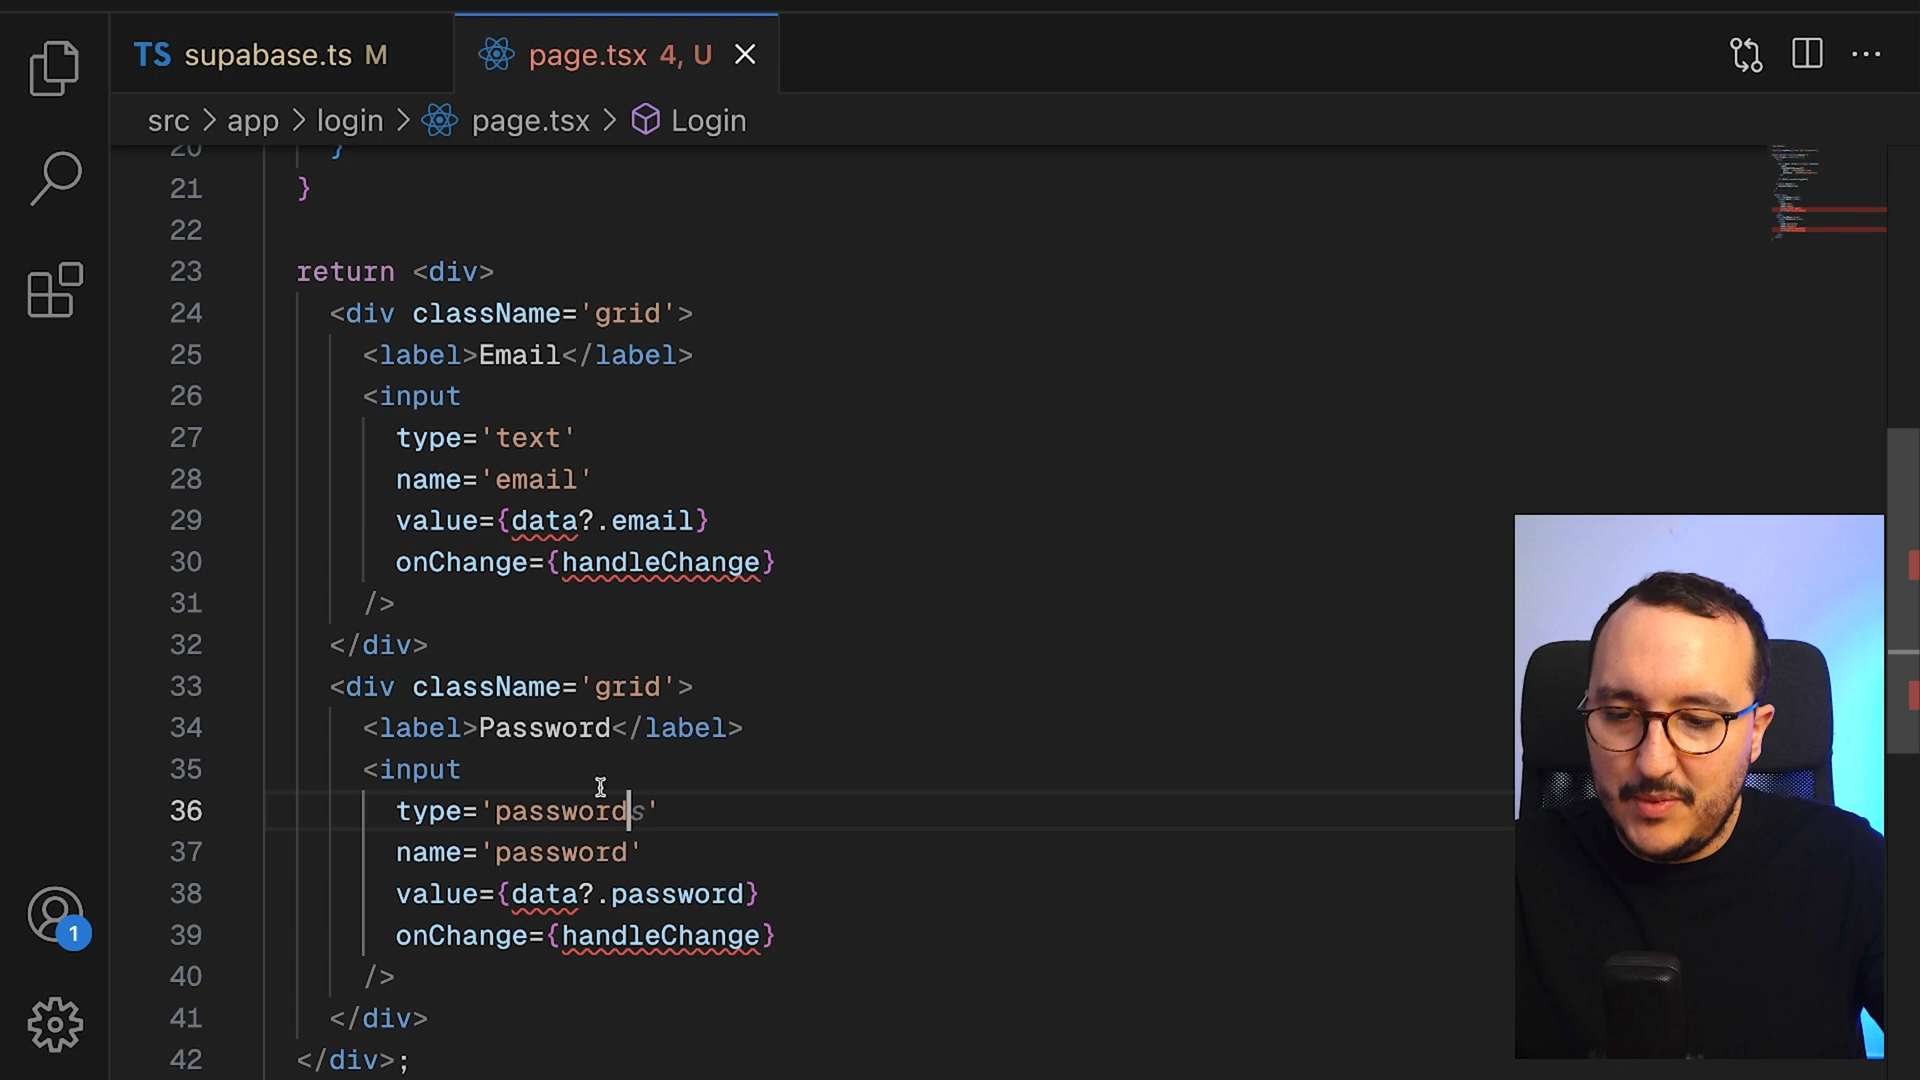 TS supabase.ts M page.tsx 4, U
src > app > login > page.tsx > Login
20 }
21 }
22
23 return <div>
24 <div className='grid'>
25 <label>Email</label>
26 <input
27 type='text'
28 name='email'
29 value={data?.email}
30 onChange={handleChange}
31 />
32 </div>
33 <div className='grid'>
34 <label>Password</label>
35 <input
36 type='passwords'
37 name='password'
38 value={data?.password}
39 onChange={handleChange}
40 />
41 </div>
42 </div>;
1